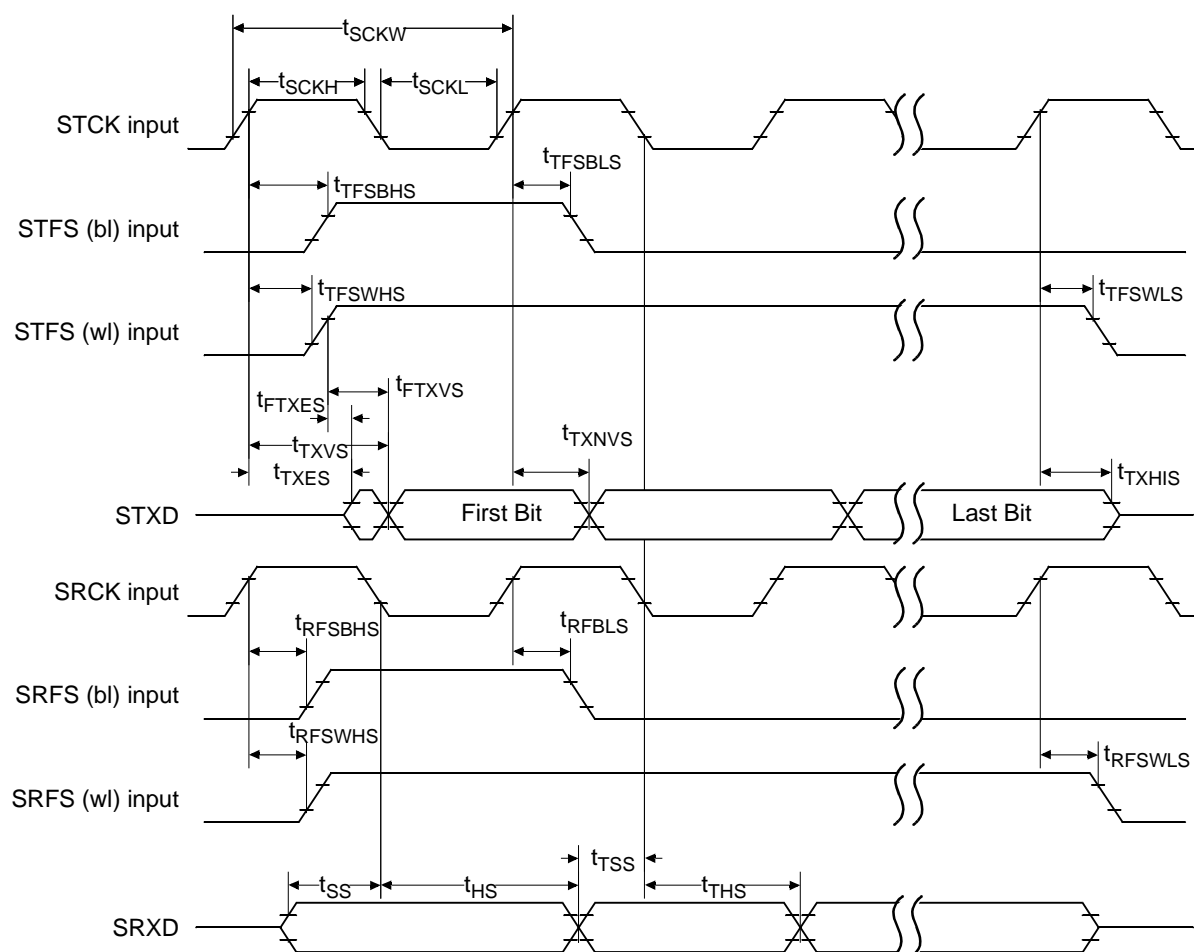 tSCKW
tSCKH
tSCKL
STCK input
tTFSBLS
tTFSBHS
STFS (bl) input
tTFSWHS
tTFSWLS
STFS (wl) input
tFTXVS
tFTXES
tTXVS
tTXNVS
tTXES
tTXHIS
STXD
First Bit
Last Bit
SRCK input
tRFSBHS
tRFBLS
SRFS (bl) input
tRFSWHS
tRFSWLS
SRFS (wl) input
tTSS
tSS
tHS
tTHS
SRXD